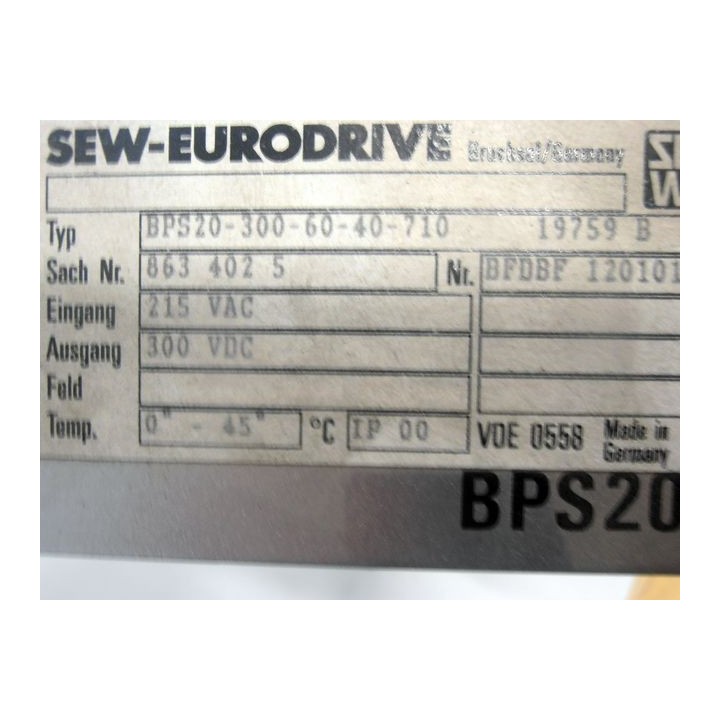 SEW-EURODRIVE Bruchsal/Germany
Typ BPS20-300-60-40-710 19759 B
Sach Nr. 863 402 5 Nr. BFDBF 120101
Eingang 215 VAC
Ausgang 300 VDC
Feld
Temp. 0° - 45° °C IP 00 VDE 0558 Made in
Germany
BPS20